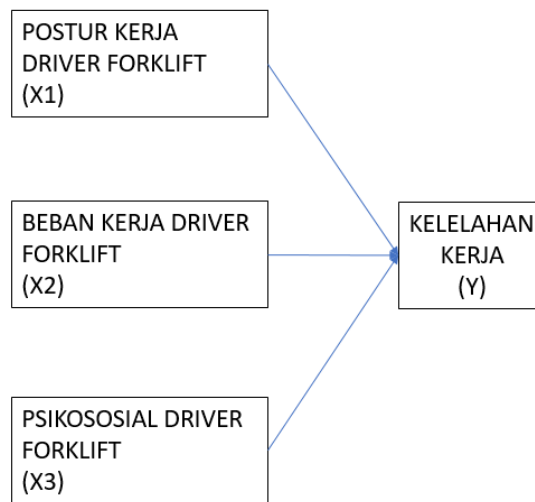 POSTUR KERJA
DRIVER FORKLIFT
(X1)
BEBAN KERJA DRIVER
FORKLIFT
(X2)
KELELAHAN
KERJA
(Y)
PSIKOSOSIAL DRIVER
FORKLIFT
(X3)